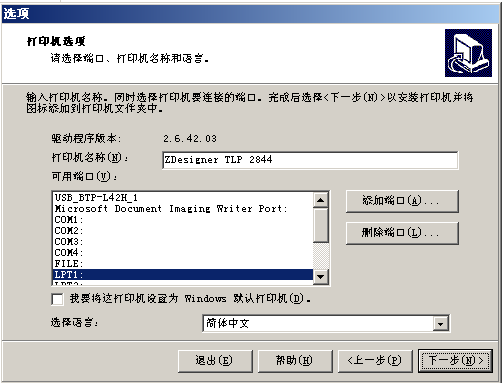 选项
打印机选项
请选择端口、打印机名称和语言。
输入打印机名称。同时选择打印机要连接的端口。完成后选择<下一步(N)>以安装打印机并将
图标添加到打印机文件夹中。
驱动程序版本: 2.6.42.03
打印机名称(N): ZDesigner TLP 2844
可用端口(U):
USB_BTP-L42H_1
Microsoft Document Imaging Writer Port:
COM1:
COM2:
COM3:
COM4:
FILE:
LPT1:
LPT2:
添加端口(A)...
删除端口(L)...
我要将这打印机设置为 Windows 默认打印机(D)。
选择语言: 简体中文
退出(E) 帮助(H) <上一步(P) 下一步(N)>